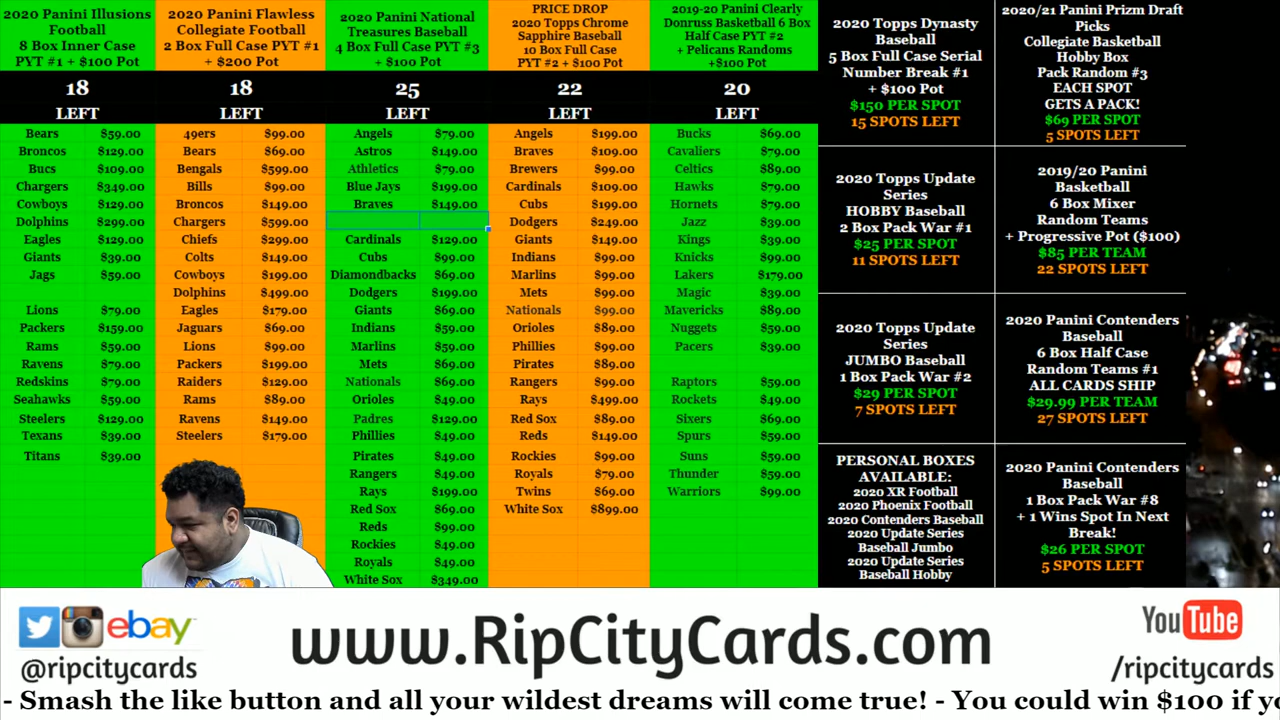 2020 Panini Illusions
Football
8 Box Inner Case
PYT #1 + $100 Pot
18
LEFT
Bears $59.00
Broncos $129.00
Bucs $109.00
Chargers $349.00
Cowboys $129.00
Dolphins $299.00
Eagles $129.00
Giants $39.00
Jags $59.00
Lions $79.00
Packers $159.00
Rams $59.00
Ravens $79.00
Redskins $79.00
Seahawks $59.00
Steelers $129.00
Texans $39.00
Titans $39.00
2020 Panini Flawless
Collegiate Football
2 Box Full Case PYT #1
+ $200 Pot
18
LEFT
49ers $99.00
Bears $69.00
Bengals $599.00
Bills $99.00
Broncos $149.00
Chargers $599.00
Chiefs $299.00
Colts $149.00
Cowboys $199.00
Dolphins $499.00
Eagles $179.00
Jaguars $69.00
Lions $99.00
Packers $199.00
Raiders $129.00
Rams $89.00
Ravens $149.00
Steelers $179.00
2020 Panini National
Treasures Baseball
4 Box Full Case PYT #3
+ $100 Pot
25
LEFT
Angels $79.00
Astros $149.00
Athletics $79.00
Blue Jays $199.00
Braves $149.00
Cardinals $129.00
Cubs $99.00
Diamondbacks $69.00
Dodgers $199.00
Giants $69.00
Indians $59.00
Marlins $59.00
Mets $69.00
Nationals $69.00
Orioles $49.00
Padres $129.00
Phillies $49.00
Pirates $49.00
Rangers $49.00
Rays $199.00
Red Sox $69.00
Reds $99.00
Rockies $49.00
Royals $49.00
White Sox $349.00
PRICE DROP
2020 Topps Chrome
Sapphire Baseball
10 Box Full Case
PYT #2 + $100 Pot
22
LEFT
Angels $199.00
Braves $109.00
Brewers $99.00
Cardinals $109.00
Cubs $199.00
Dodgers $249.00
Giants $149.00
Indians $99.00
Marlins $99.00
Mets $99.00
Nationals $99.00
Orioles $89.00
Phillies $99.00
Pirates $89.00
Rangers $99.00
Rays $499.00
Red Sox $89.00
Reds $149.00
Rockies $99.00
Royals $79.00
Twins $69.00
White Sox $899.00
2019-20 Panini Clearly
Donruss Basketball 6 Box
Half Case PYT #2
+ Pelicans Randoms
+$100 Pot
20
LEFT
Bucks $69.00
Cavaliers $79.00
Celtics $89.00
Hawks $79.00
Hornets $79.00
Jazz $39.00
Kings $39.00
Knicks $99.00
Lakers $179.00
Magic $39.00
Mavericks $89.00
Nuggets $59.00
Pacers $39.00
Raptors $59.00
Rockets $49.00
Sixers $69.00
Spurs $59.00
Suns $59.00
Thunder $59.00
Warriors $99.00
2020 Topps Dynasty
Baseball
5 Box Full Case Serial
Number Break #1
+ $100 Pot
$150 PER SPOT
15 SPOTS LEFT
2020/21 Panini Prizm Draft
Picks
Collegiate Basketball
Hobby Box
Pack Random #3
EACH SPOT
GETS A PACK!
$69 PER SPOT
5 SPOTS LEFT
2020 Topps Update
Series
HOBBY Baseball
2 Box Pack War #1
$25 PER SPOT
11 SPOTS LEFT
2019/20 Panini
Basketball
6 Box Mixer
Random Teams
+ Progressive Pot ($100)
$85 PER TEAM
22 SPOTS LEFT
2020 Topps Update
Series
JUMBO Baseball
1 Box Pack War #2
$29 PER SPOT
7 SPOTS LEFT
2020 Panini Contenders
Baseball
6 Box Half Case
Random Teams #1
ALL CARDS SHIP
$29.99 PER TEAM
27 SPOTS LEFT
PERSONAL BOXES
AVAILABLE:
2020 XR Football
2020 Phoenix Football
2020 Contenders Baseball
2020 Update Series
Baseball Jumbo
2020 Update Series
Baseball Hobby
2020 Panini Contenders
Baseball
1 Box Pack War #8
+ 1 Wins Spot In Next
Break!
$26 PER SPOT
5 SPOTS LEFT
ebay
@ripcitycards
www.RipCityCards.com
YouTube
/ripcitycards
- Smash the like button and all your wildest dreams will come true! - You could win $100 if yo